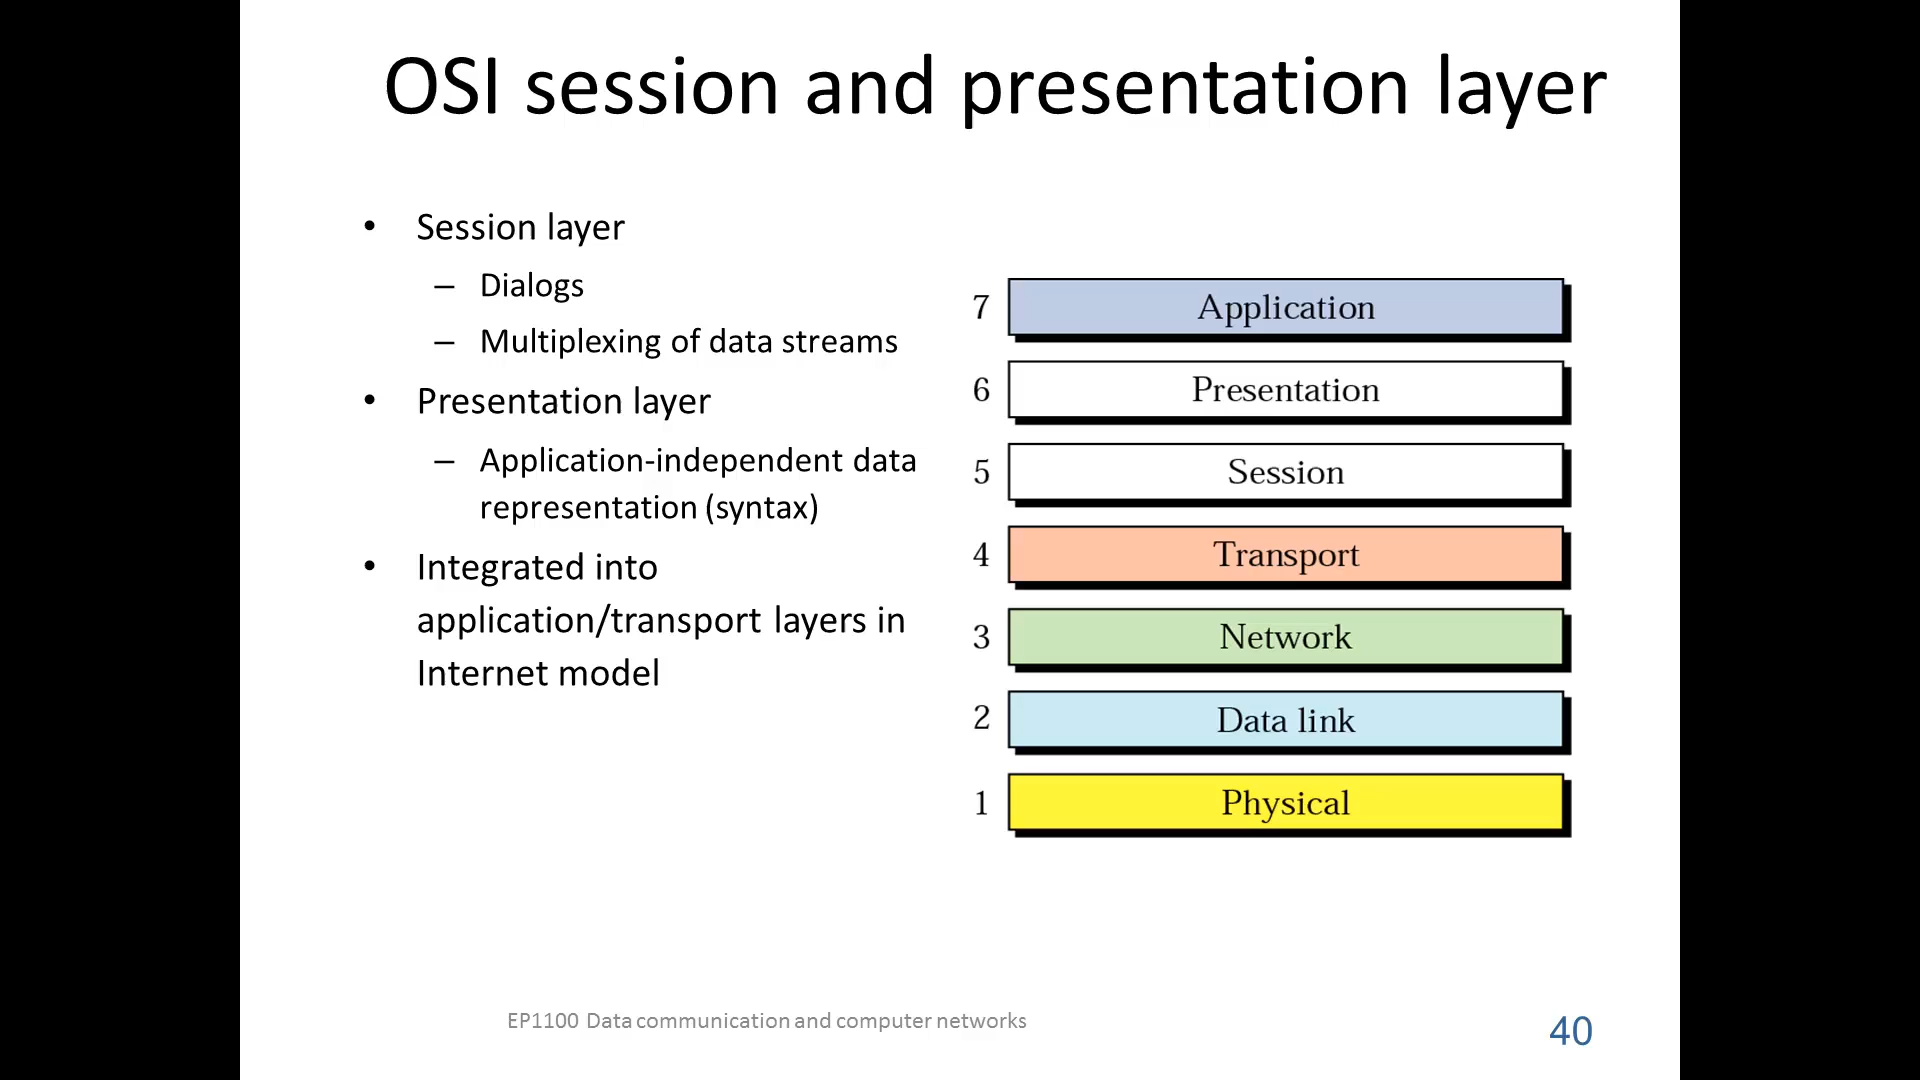 OSI session and presentation layer
• Session layer
– Dialogs
– Multiplexing of data streams
• Presentation layer
– Application-independent data
representation (syntax)
• Integrated into
application/transport layers in
Internet model
7 Application
6 Presentation
5 Session
4 Transport
3 Network
2 Data link
1 Physical
EP1100 Data communication and computer networks
40